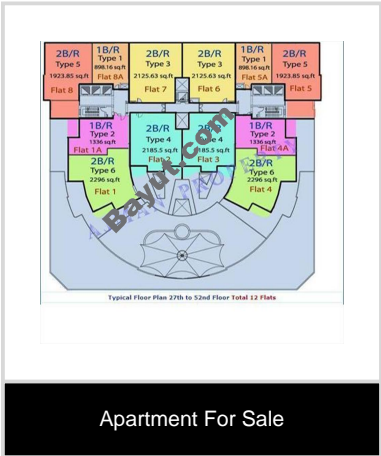 2B/R
Type 5
1923.85 sq.ft
Flat 8
1B/R
Type 1
898.16 sq.ft
Flat 8A
2B/R
Type 3
2125.63 sq.ft
Flat 7
2B/R
Type 3
2125.63 sq.ft
Flat 6
1B/R
Type 1
898.16 sq.ft
Flat 5A
2B/R
Type 5
1923.85 sq.ft
Flat 5
1B/R
Type 2
1336 sq.ft
Flat 1A
2B/R
Type 4
2185.5 sq.ft
Flat 2
2B/R
Type 4
2185.5 sq.ft
Flat 3
1B/R
Type 2
1336 sq.ft
Flat 4A
2B/R
Type 6
2296 sq.ft
Flat 1
2B/R
Type 6
2296 sq.ft
Flat 4
Bayut.com
Typical Floor Plan 27th to 52nd Floor Total 12 Flats
Apartment For Sale